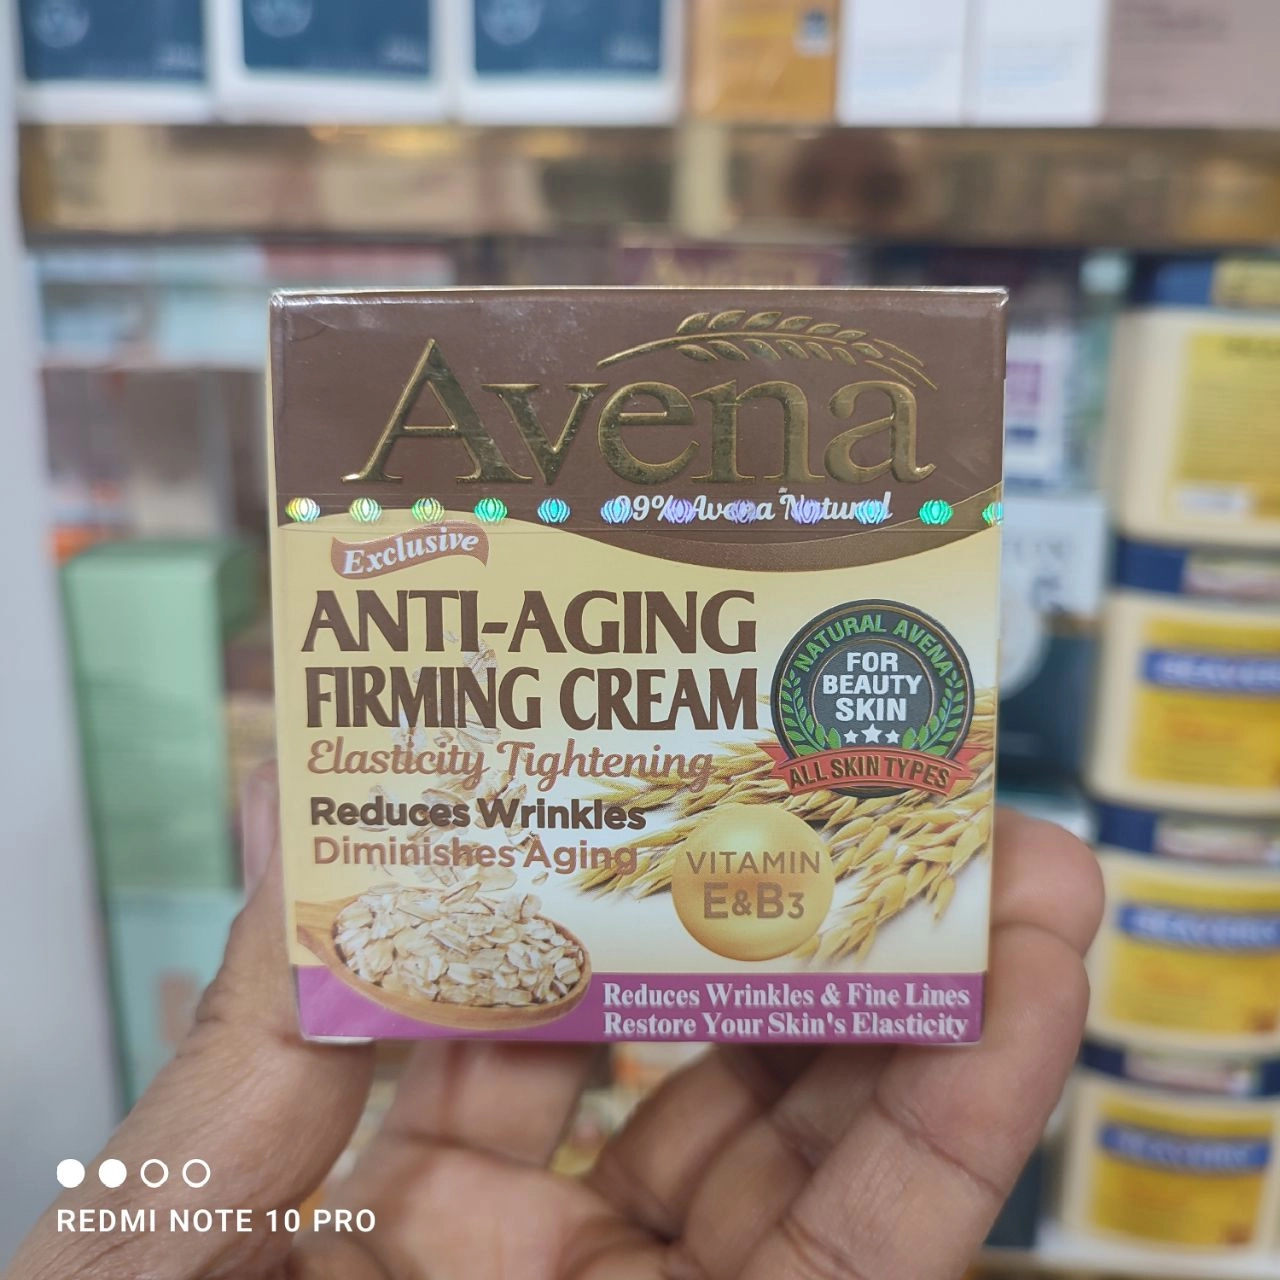 Avena
99% Avena Natural
Exclusive
ANTI-AGING
FIRMING CREAM
Elasticity Tightening
Reduces Wrinkles
Diminishes Aging
NATURAL AVENA
FOR
BEAUTY
SKIN
ALL SKIN TYPES
VITAMIN
E&B3
Reduces Wrinkles & Fine Lines
Restore Your Skin's Elasticity
REDMI NOTE 10 PRO